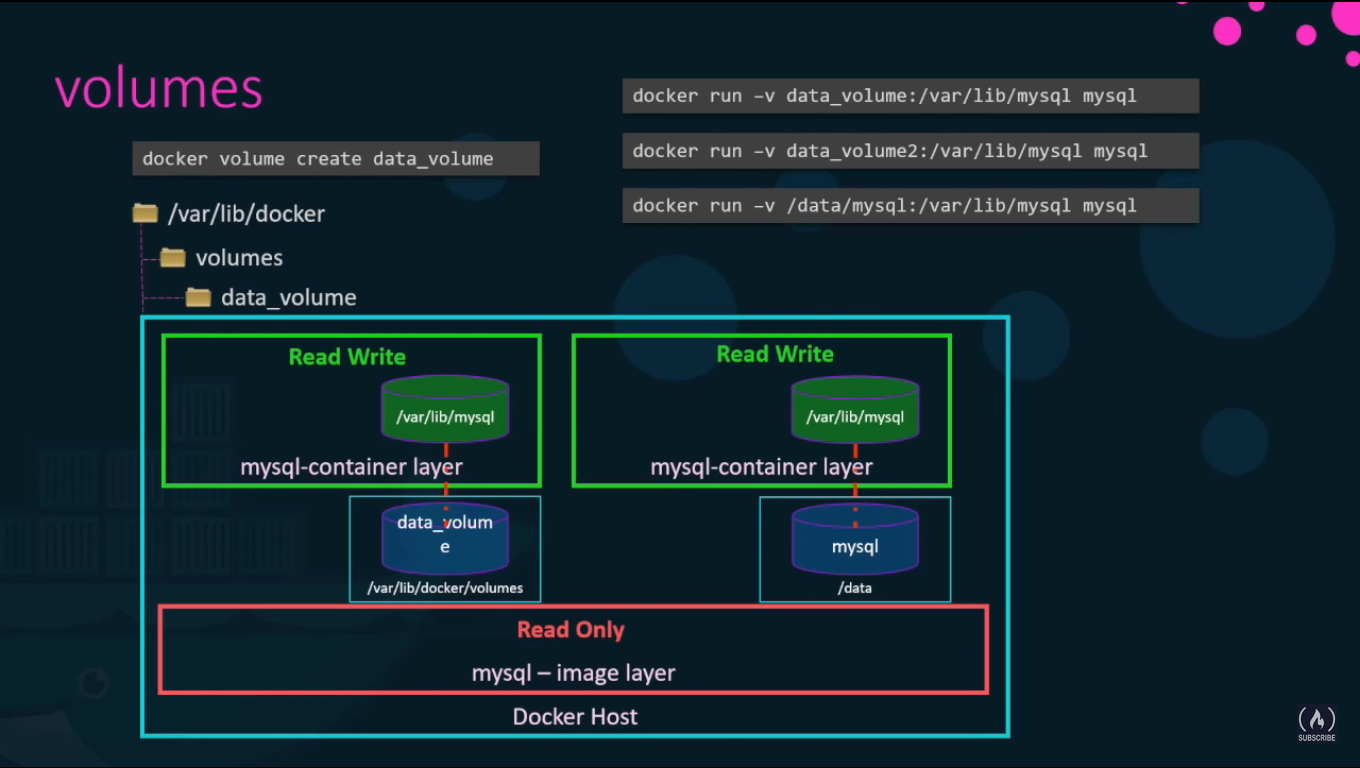 volumes
docker volume create data_volume
/var/lib/docker
volumes
data_volume
docker run –v data_volume:/var/lib/mysql mysql
docker run –v data_volume2:/var/lib/mysql mysql
docker run –v /data/mysql:/var/lib/mysql mysql
Read Write
/var/lib/mysql
mysql-container layer
data_volum
e
/var/lib/docker/volumes
Read Write
/var/lib/mysql
mysql-container layer
mysql
/data
Read Only
mysql – image layer
Docker Host
SUBSCRIBE